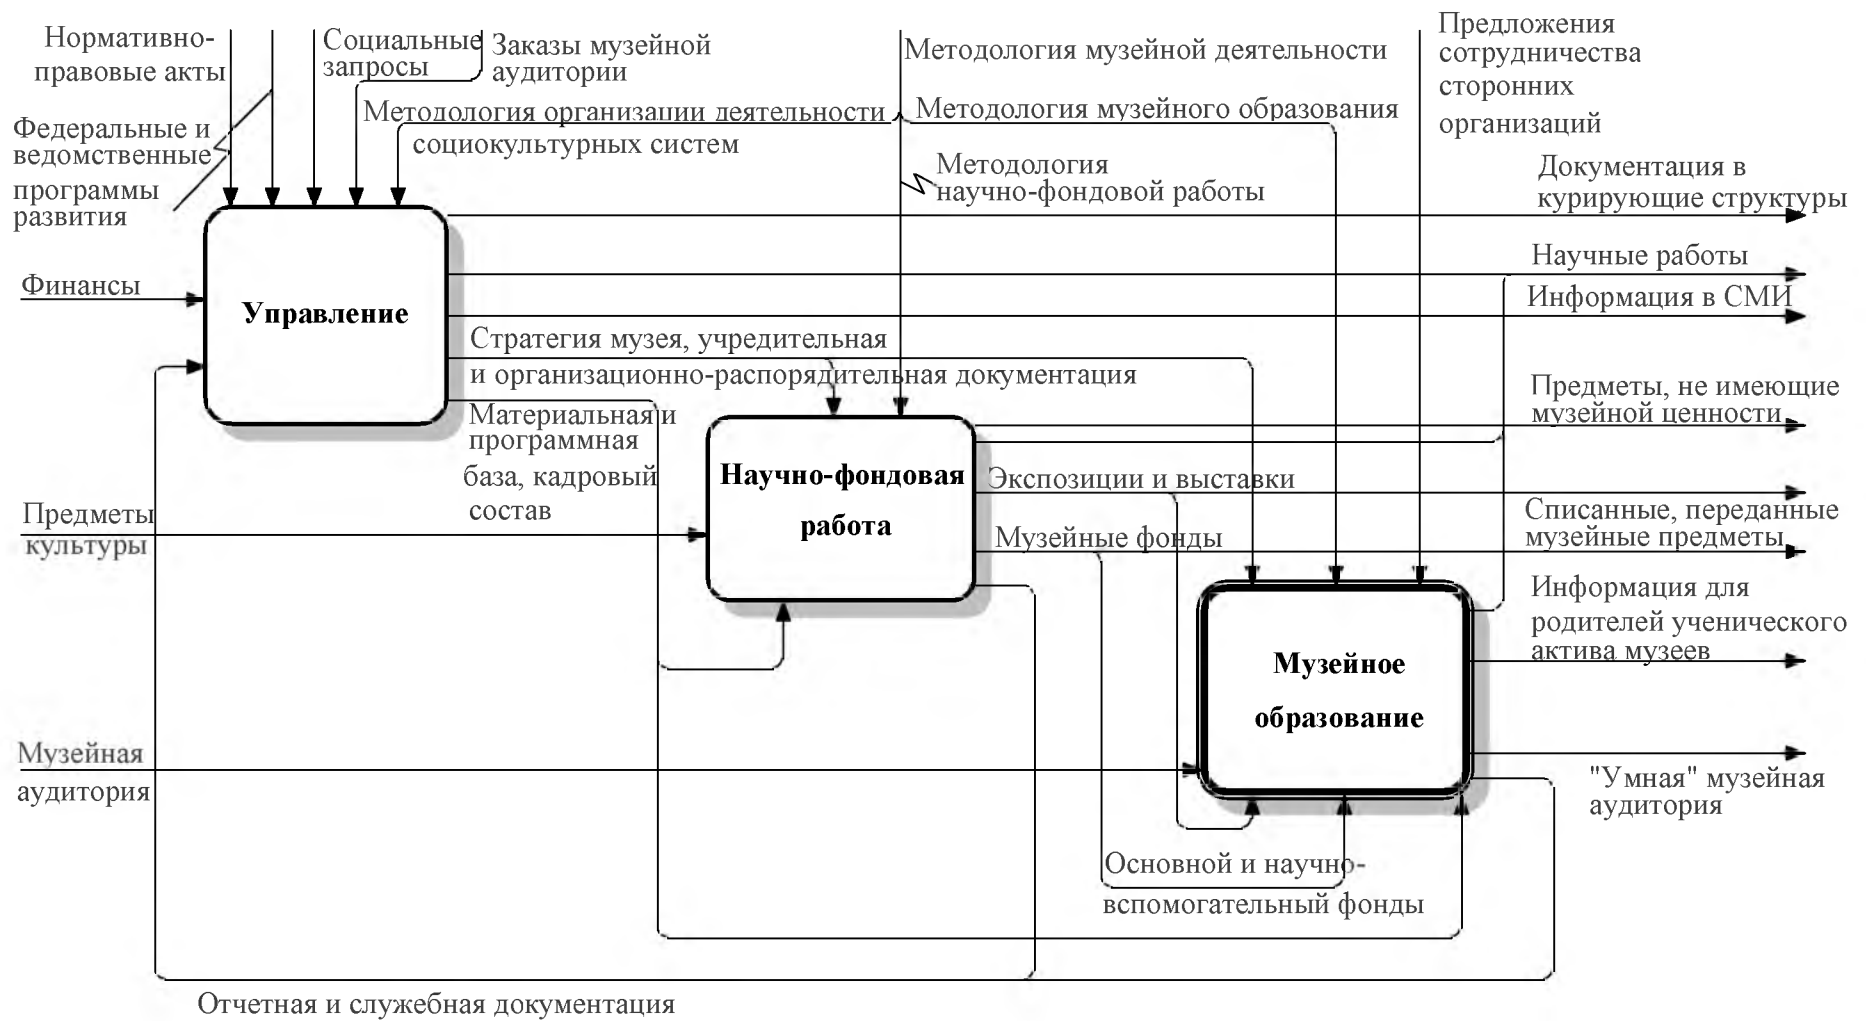 Нормативно-
правовые акты
Социальные
запросы
Заказы музейной
аудитории
Методология музейной деятельности
Предложения
сотрудничества
сторонних
организаций
Федеральные и
ведомственные
программы
развития
Методология организации деятельности
социокультурных систем
Методология музейного образования
Методология
научно-фондовой работы
Документация в
курирующие структуры
Научные работы
Информация в СМИ
Финансы
Управление
Стратегия музея, учредительная
и организационно-распорядительная документация
Материальная и
программная
база, кадровый
состав
Предметы, не имеющие
музейной ценности
Научно-фондовая
работа
Экспозиции и выставки
Музейные фонды
Предметы
культуры
Списанные, переданные
музейные предметы
Информация для
родителей ученического
актива музеев
Музейное
образование
Музейная
аудитория
"Умная" музейная
аудитория
Основной и научно-
вспомогательный фонды
Отчетная и служебная документация